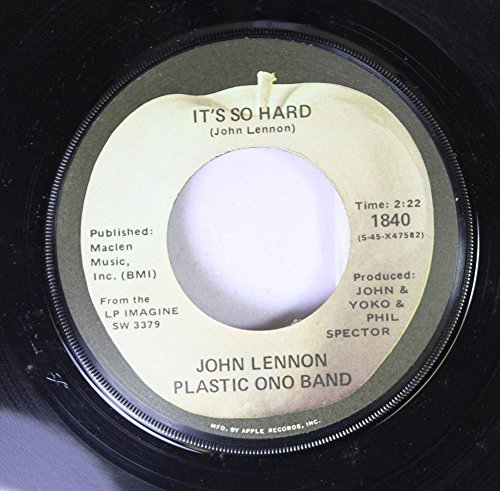 IT'S SO HARD
(John Lennon)
Published:
Maclen
Music,
Inc. (BMI)
From the
LP IMAGINE
SW 3379
Time: 2:22
1840
(S-45-X47582)
Produced:
JOHN &
YOKO &
PHIL
SPECTOR
JOHN LENNON
PLASTIC ONO BAND
MFD. BY APPLE RECORDS, INC.